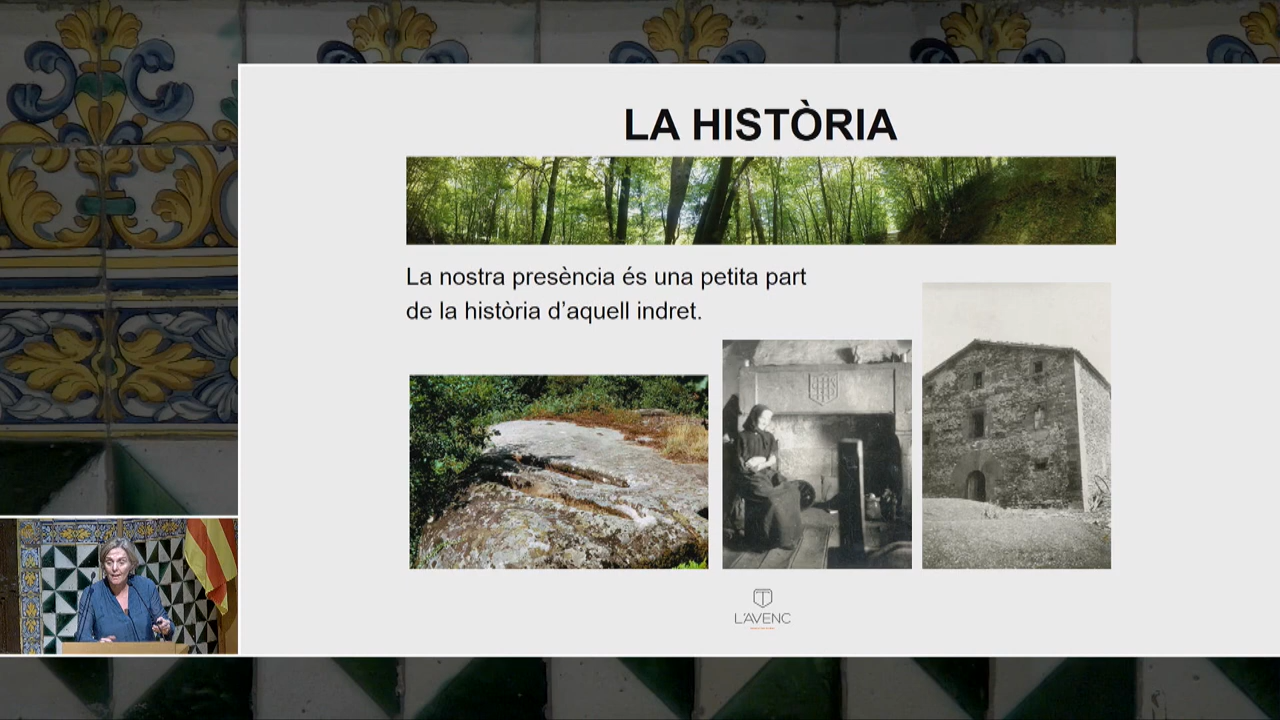 LA HISTÒRIA
La nostra presència és una petita part
de la història d’aquell indret.
L'AVENC